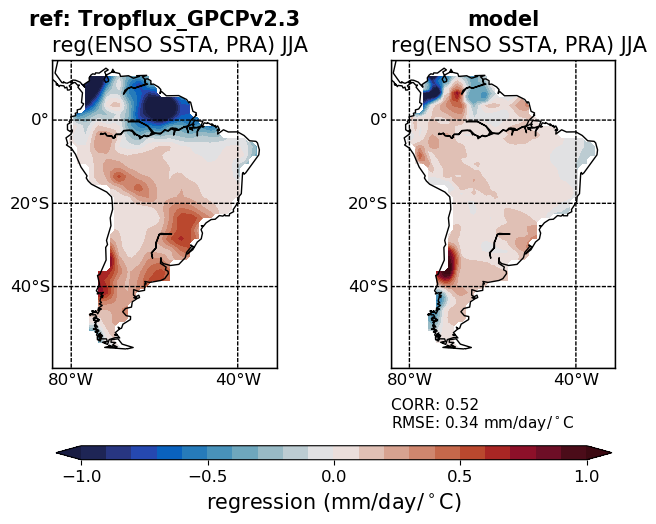 ref: Tropflux_GPCPv2.3
reg(ENSO SSTA, PRA) JJA
model
reg(ENSO SSTA, PRA) JJA
0°
20°S
40°S
80°W
40°W
0°
20°S
40°S
80°W
40°W
CORR: 0.52
RMSE: 0.34 mm/day/°C
−1.0
−0.5
0.0
0.5
1.0
regression (mm/day/°C)